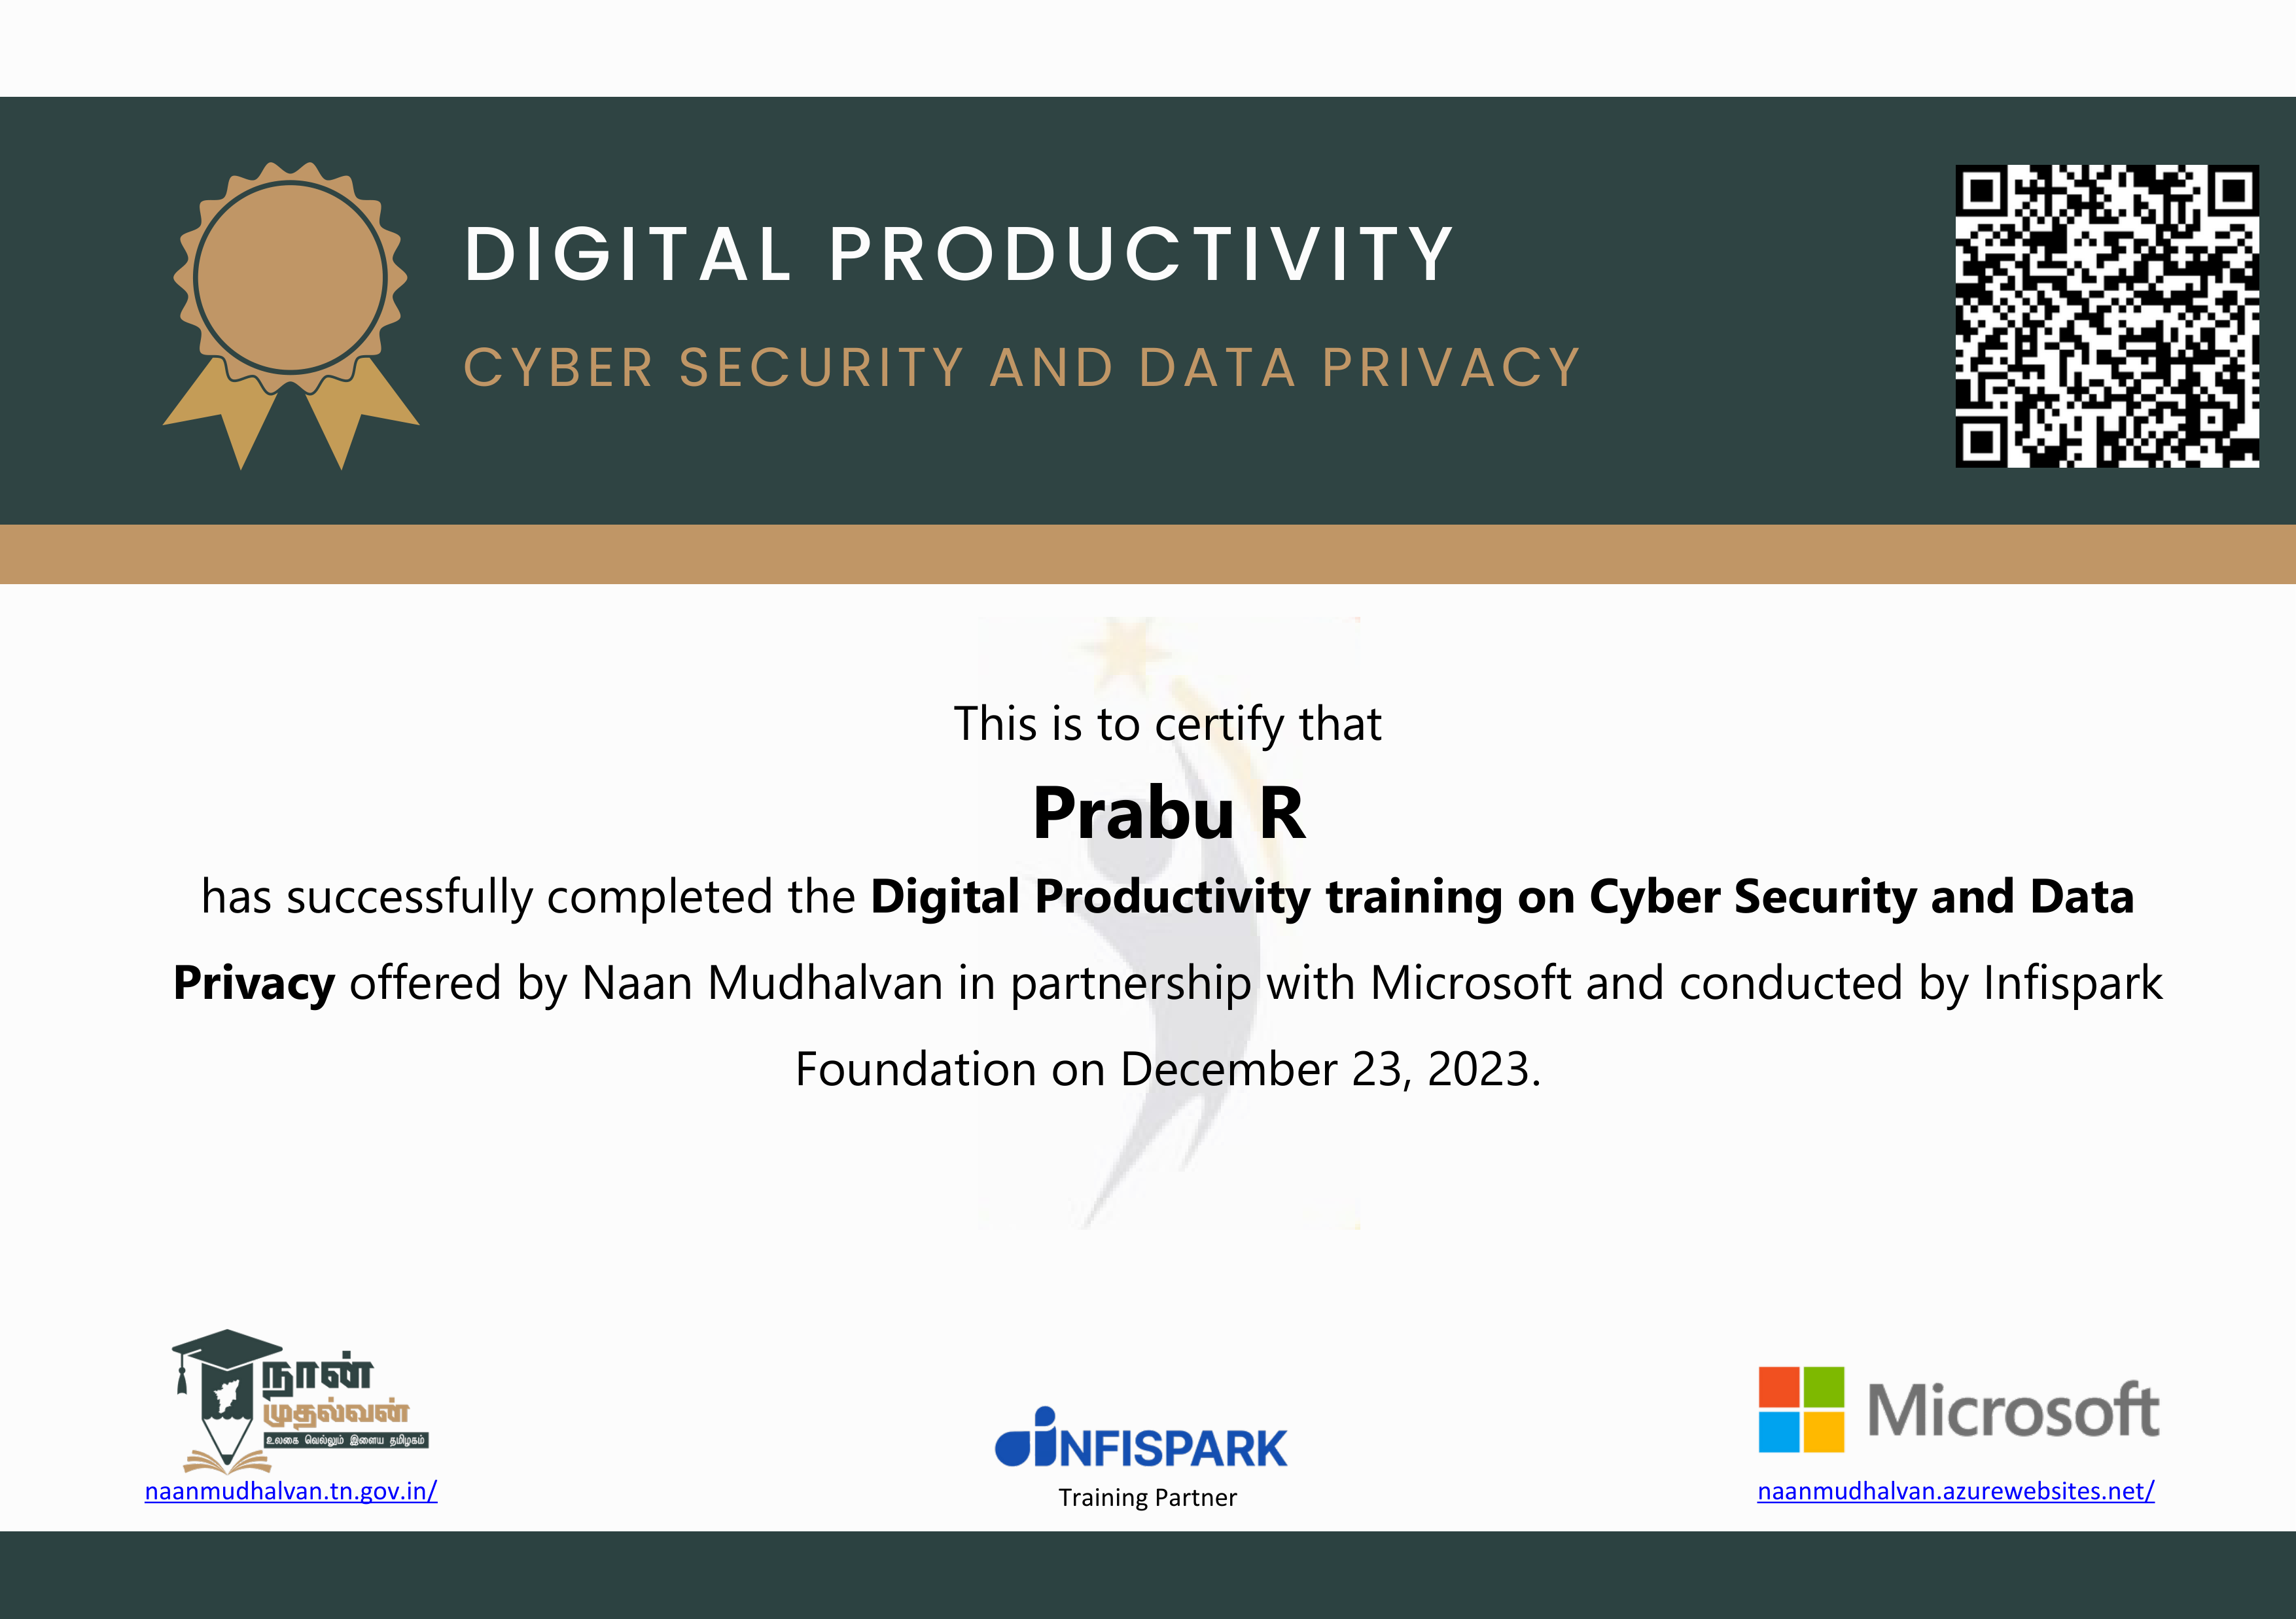 DIGITAL PRODUCTIVITY
CYBER SECURITY AND DATA PRIVACY
This is to certify that
Prabu R
has successfully completed the Digital Productivity training on Cyber Security and Data
Privacy offered by Naan Mudhalvan in partnership with Microsoft and conducted by Infispark
Foundation on December 23, 2023.
நான்
முதல்வன்
உலகை வெல்லும் இளைய தமிழகம்
naanmudhalvan.tn.gov.in/
INFISPARK
Training Partner
Microsoft
naanmudhalvan.azurewebsites.net/